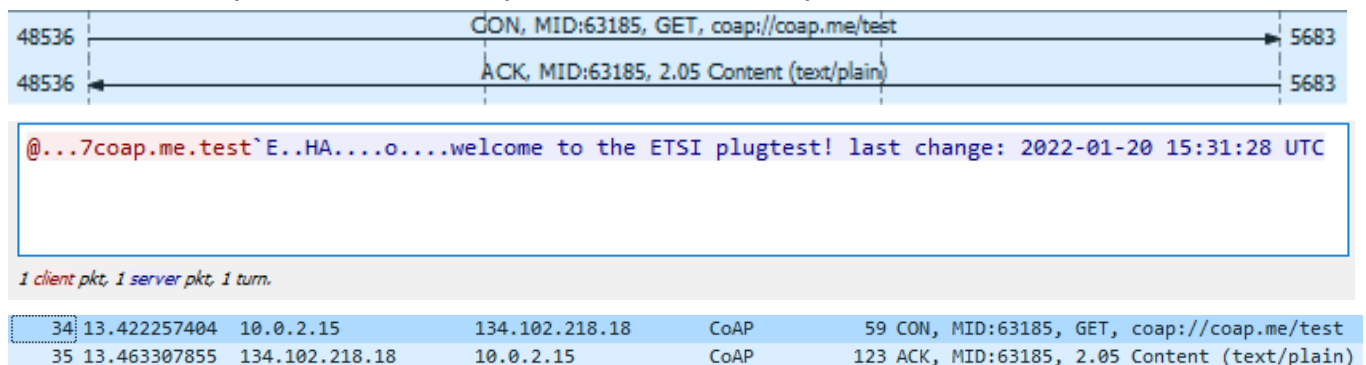 CON, MID:63185, GET, coap://coap.me/test
48536 5683
ACK, MID:63185, 2.05 Content (text/plain)
48536 5683
@...7coap.me.test`E..HA....o....welcome to the ETSI plugtest! last change: 2022-01-20 15:31:28 UTC
1 client pkt, 1 server pkt, 1 turn.
34 13.422257404 10.0.2.15 134.102.218.18 CoAP 59 CON, MID:63185, GET, coap://coap.me/test
35 13.463307855 134.102.218.18 10.0.2.15 CoAP 123 ACK, MID:63185, 2.05 Content (text/plain)